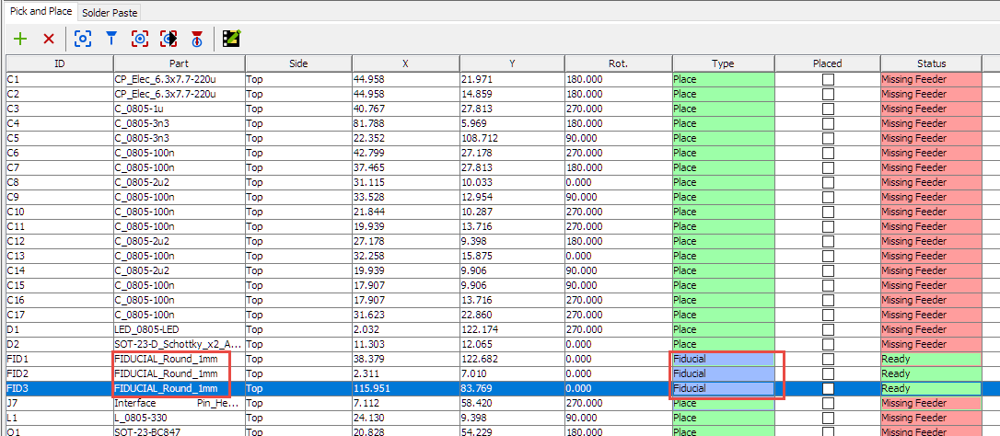 Pick and Place Solder Paste
ID Part Side X Y Rot. Type Placed Status
C1 CP_Elec_6.3x7.7-220u Top 44.958 21.971 180.000 Place Missing Feeder
C2 CP_Elec_6.3x7.7-220u Top 44.958 14.859 180.000 Place Missing Feeder
C3 C_0805-1u Top 40.767 27.813 270.000 Place Missing Feeder
C4 C_0805-3n3 Top 81.788 5.969 180.000 Place Missing Feeder
C5 C_0805-3n3 Top 22.352 108.712 90.000 Place Missing Feeder
C6 C_0805-100n Top 42.799 27.178 270.000 Place Missing Feeder
C7 C_0805-100n Top 37.465 27.813 180.000 Place Missing Feeder
C8 C_0805-2u2 Top 31.115 10.033 0.000 Place Missing Feeder
C9 C_0805-100n Top 33.528 12.954 90.000 Place Missing Feeder
C10 C_0805-100n Top 21.844 10.287 270.000 Place Missing Feeder
C11 C_0805-100n Top 19.939 13.716 270.000 Place Missing Feeder
C12 C_0805-2u2 Top 27.178 9.398 180.000 Place Missing Feeder
C13 C_0805-100n Top 32.258 15.875 0.000 Place Missing Feeder
C14 C_0805-2u2 Top 19.939 9.906 90.000 Place Missing Feeder
C15 C_0805-100n Top 17.907 9.906 90.000 Place Missing Feeder
C16 C_0805-100n Top 17.907 13.716 270.000 Place Missing Feeder
C17 C_0805-100n Top 31.623 22.860 270.000 Place Missing Feeder
D1 LED_0805-LED Top 2.032 122.174 270.000 Place Missing Feeder
D2 SOT-23-D_Schottky_x2_A... Top 11.303 12.065 0.000 Place Missing Feeder
FID1 FIDUCIAL_Round_1mm Top 38.379 122.682 0.000 Fiducial Ready
FID2 FIDUCIAL_Round_1mm Top 2.311 7.010 0.000 Fiducial Ready
FID3 FIDUCIAL_Round_1mm Top 115.951 83.769 0.000 Fiducial Ready
J7 Interface Pin_He... Top 7.112 58.420 270.000 Place Missing Feeder
L1 L_0805-330 Top 24.130 9.398 90.000 Place Missing Feeder
Q1 SOT-23-BC847 Top 20.828 54.229 180.000 Place Missing Feeder